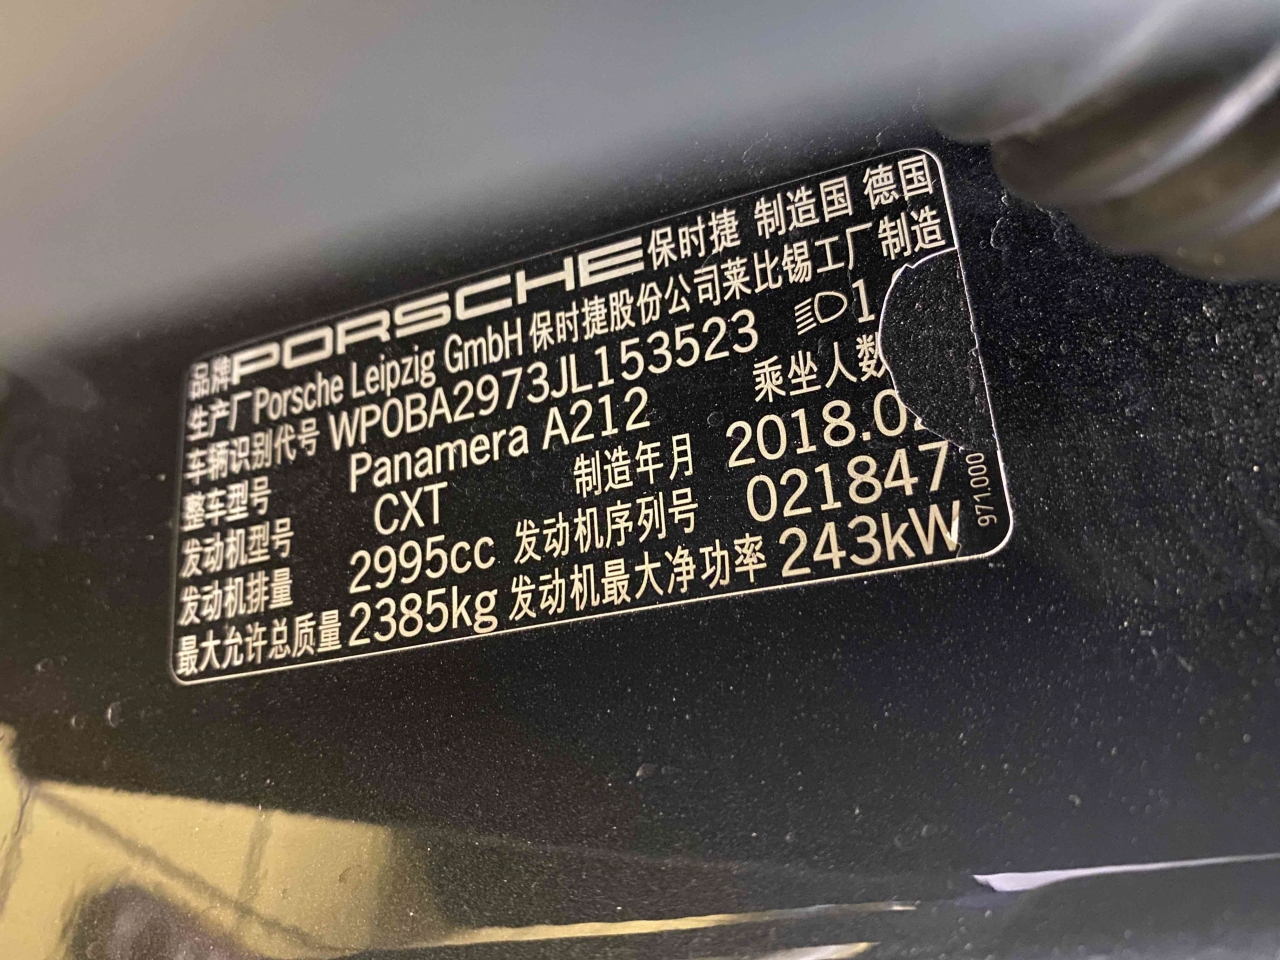 品牌 PORSCHE 保时捷 制造国 德国
生产厂 Porsche Leipzig GmbH 保时捷股份公司莱比锡工厂制造
车辆识别代号 WP0BA2973JL153523 1
整车型号 Panamera A212 乘坐人数
发动机型号 CXT 制造年月 2018.02
发动机排量 2995cc 发动机序列号 021847
最大允许总质量 2385kg 发动机最大净功率 243kW
971.000